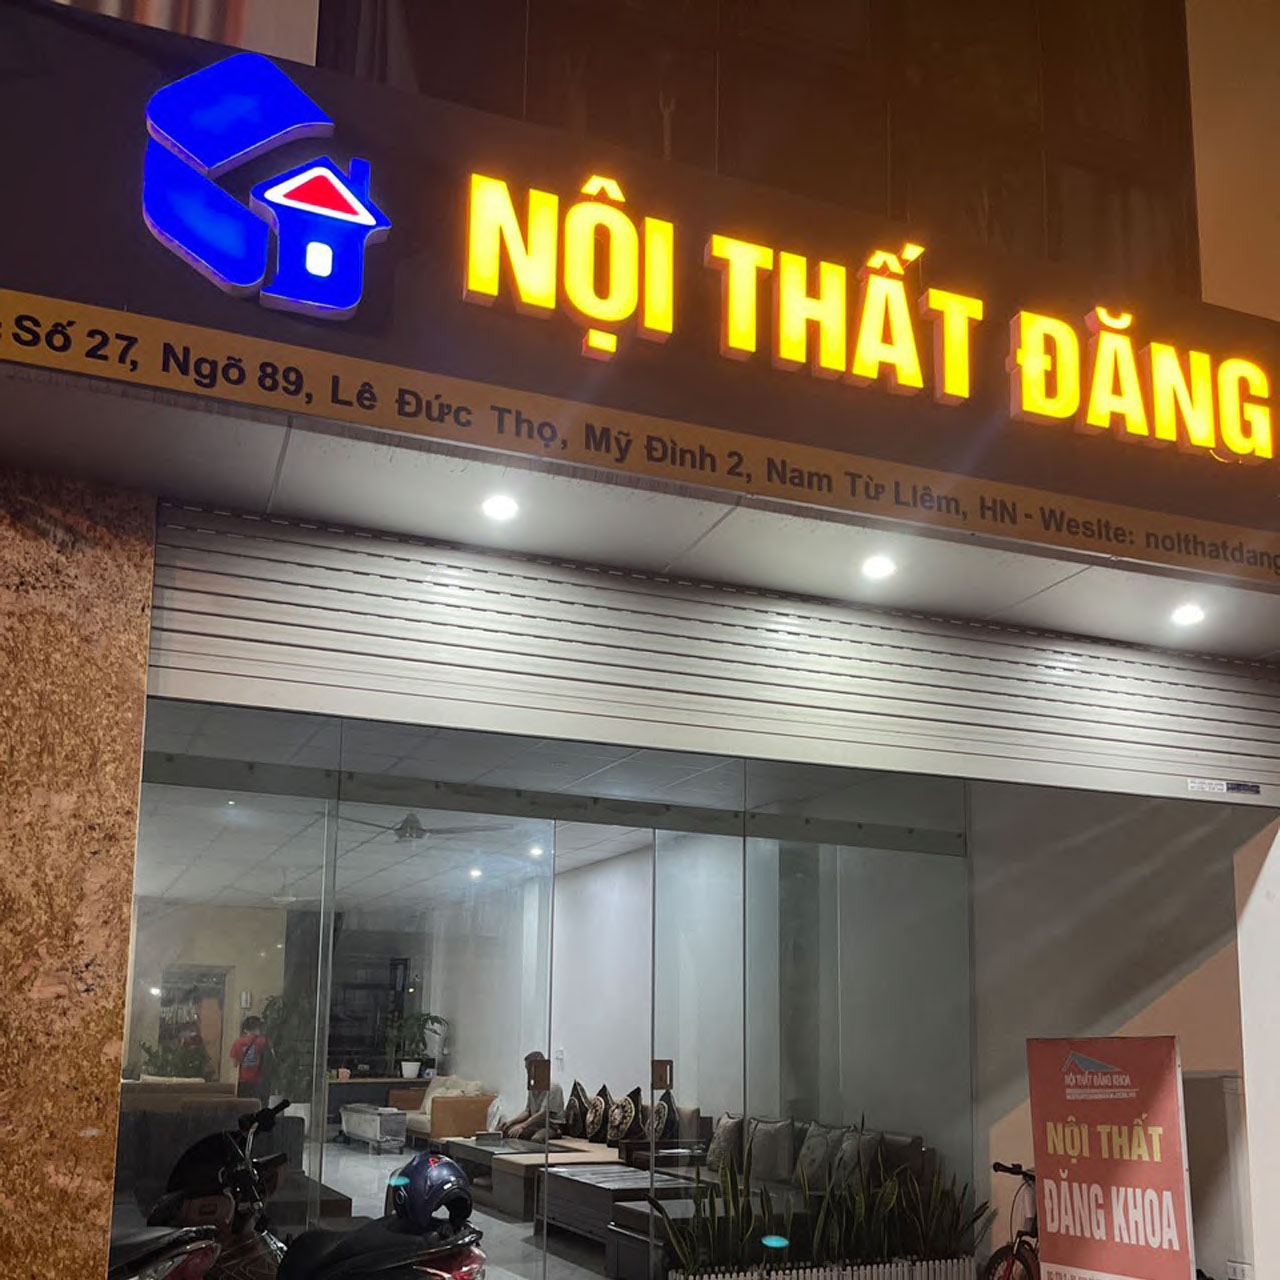 NỘI THẤT ĐĂNG
: Số 27, Ngõ 89, Lê Đức Thọ, Mỹ Đình 2, Nam Từ Liêm, HN - Wesite: noithatdang
NỘI THẤT ĐĂNG KHOA
NỘI THẤT
ĐĂNG KHOA